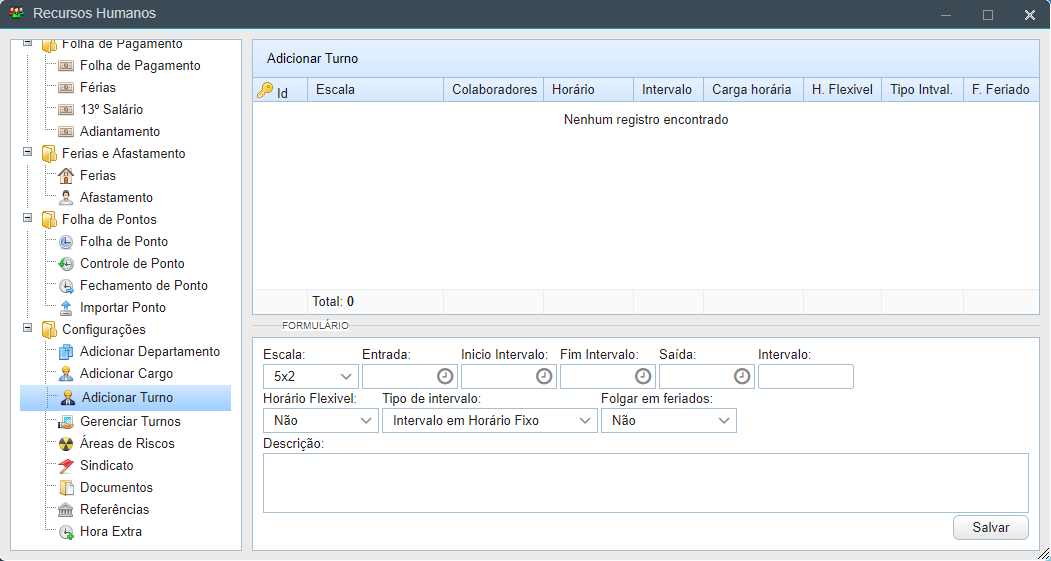 Recursos Humanos
Folha de Pagamento
Folha de Pagamento
Férias
13º Salário
Adiantamento
Ferias e Afastamento
Ferias
Afastamento
Folha de Pontos
Folha de Ponto
Controle de Ponto
Fechamento de Ponto
Importar Ponto
Configurações
Adicionar Departamento
Adicionar Cargo
Adicionar Turno
Gerenciar Turnos
Áreas de Riscos
Sindicato
Documentos
Referências
Hora Extra
Adicionar Turno
Id Escala Colaboradores Horário Intervalo Carga horária H. Flexivel Tipo Intval. F. Feriado
Nenhum registro encontrado
Total: 0
FORMULÁRIO
Escala: Entrada: Inicio Intervalo: Fim Intervalo: Saída: Intervalo:
5x2
Horário Flexivel: Tipo de intervalo: Folgar em feriados:
Não Intervalo em Horário Fixo Não
Descrição:
Salvar